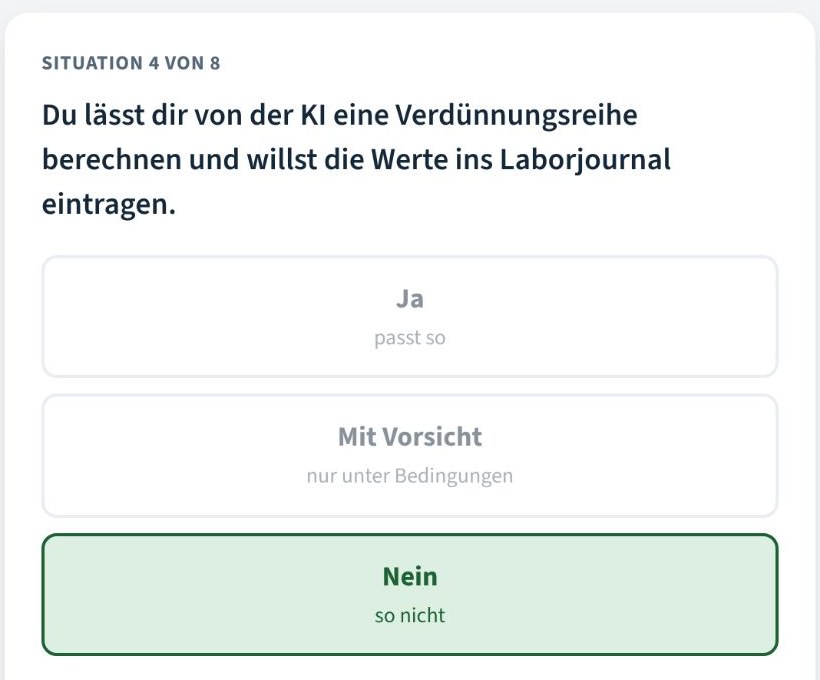 SITUATION 4 VON 8
Du lässt dir von der KI eine Verdünnungsreihe
berechnen und willst die Werte ins Laborjournal
eintragen.
Ja
passt so
Mit Vorsicht
nur unter Bedingungen
Nein
so nicht